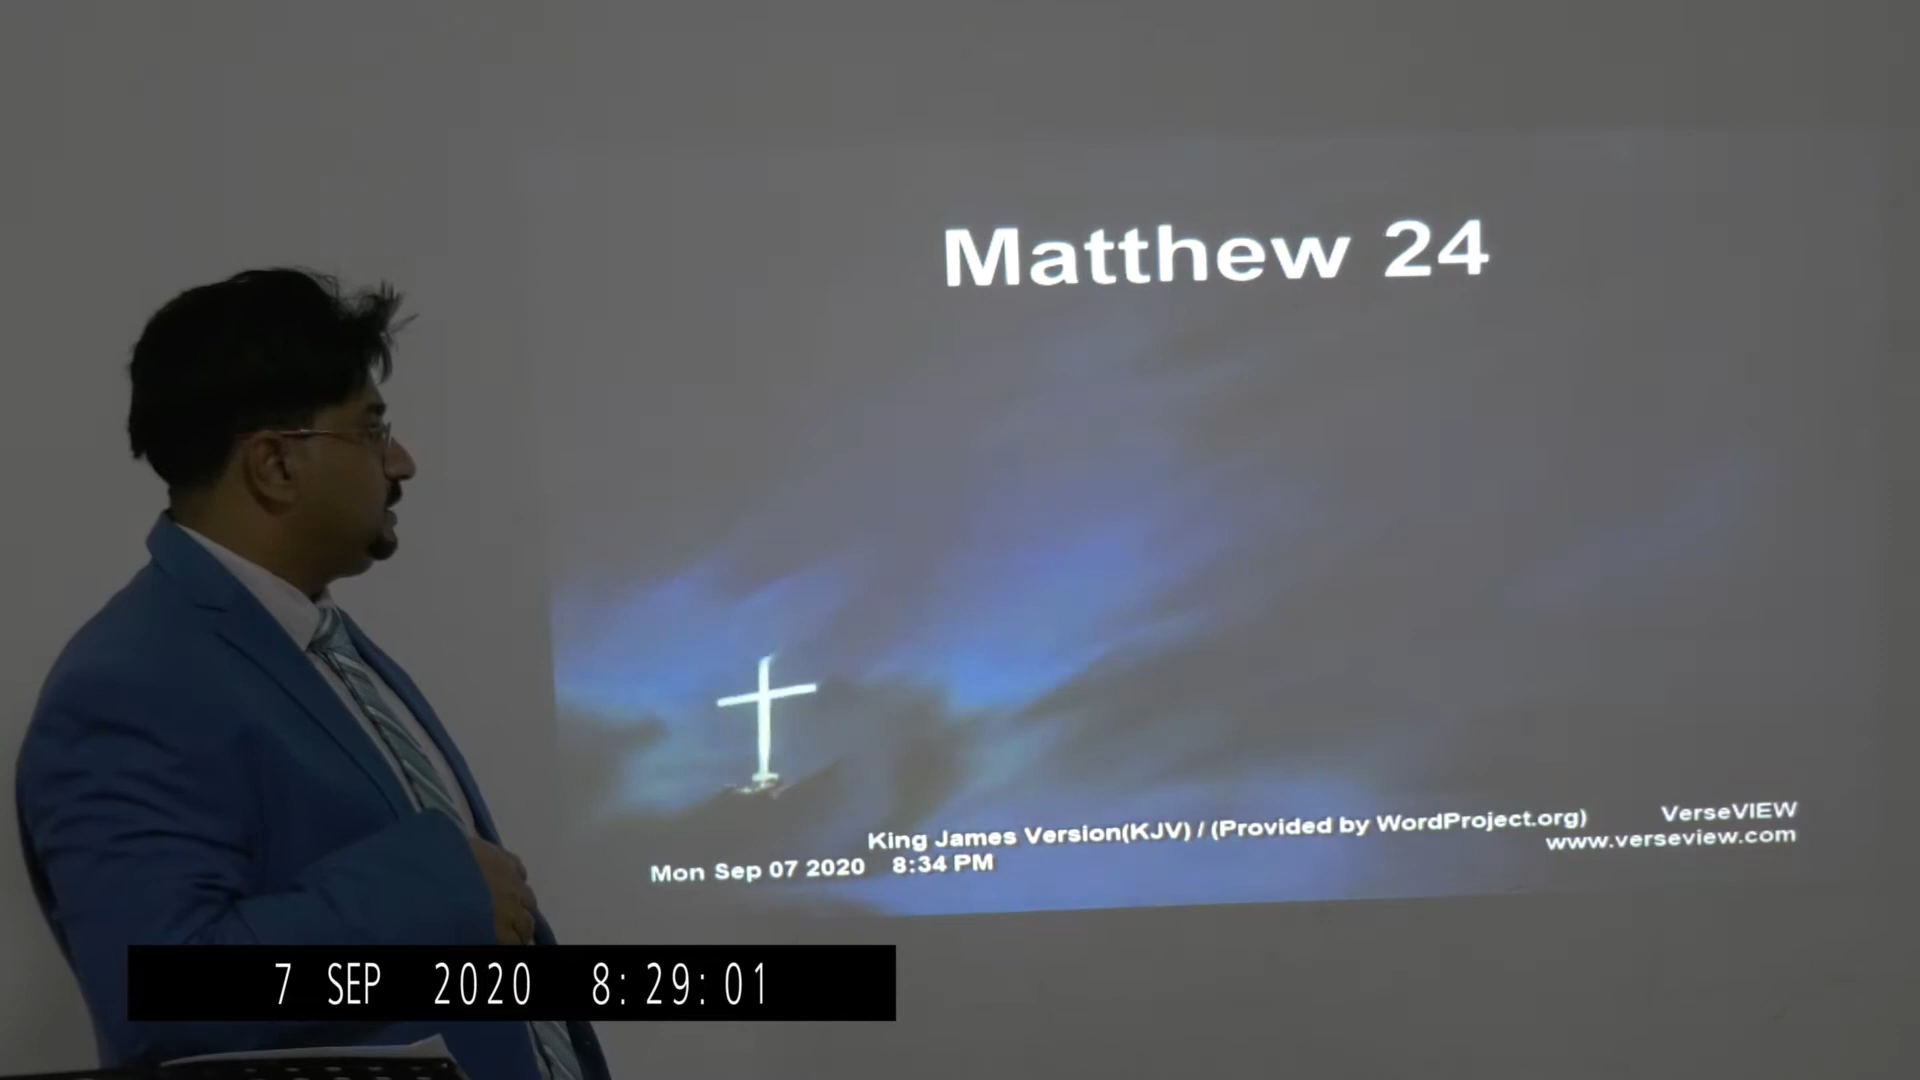 Matthew 24
King James Version(KJV) / (Provided by WordProject.org)
VerseVIEW
www.verseview.com
Mon Sep 07 2020 8:34 PM
7 SEP 2020 8:29:01